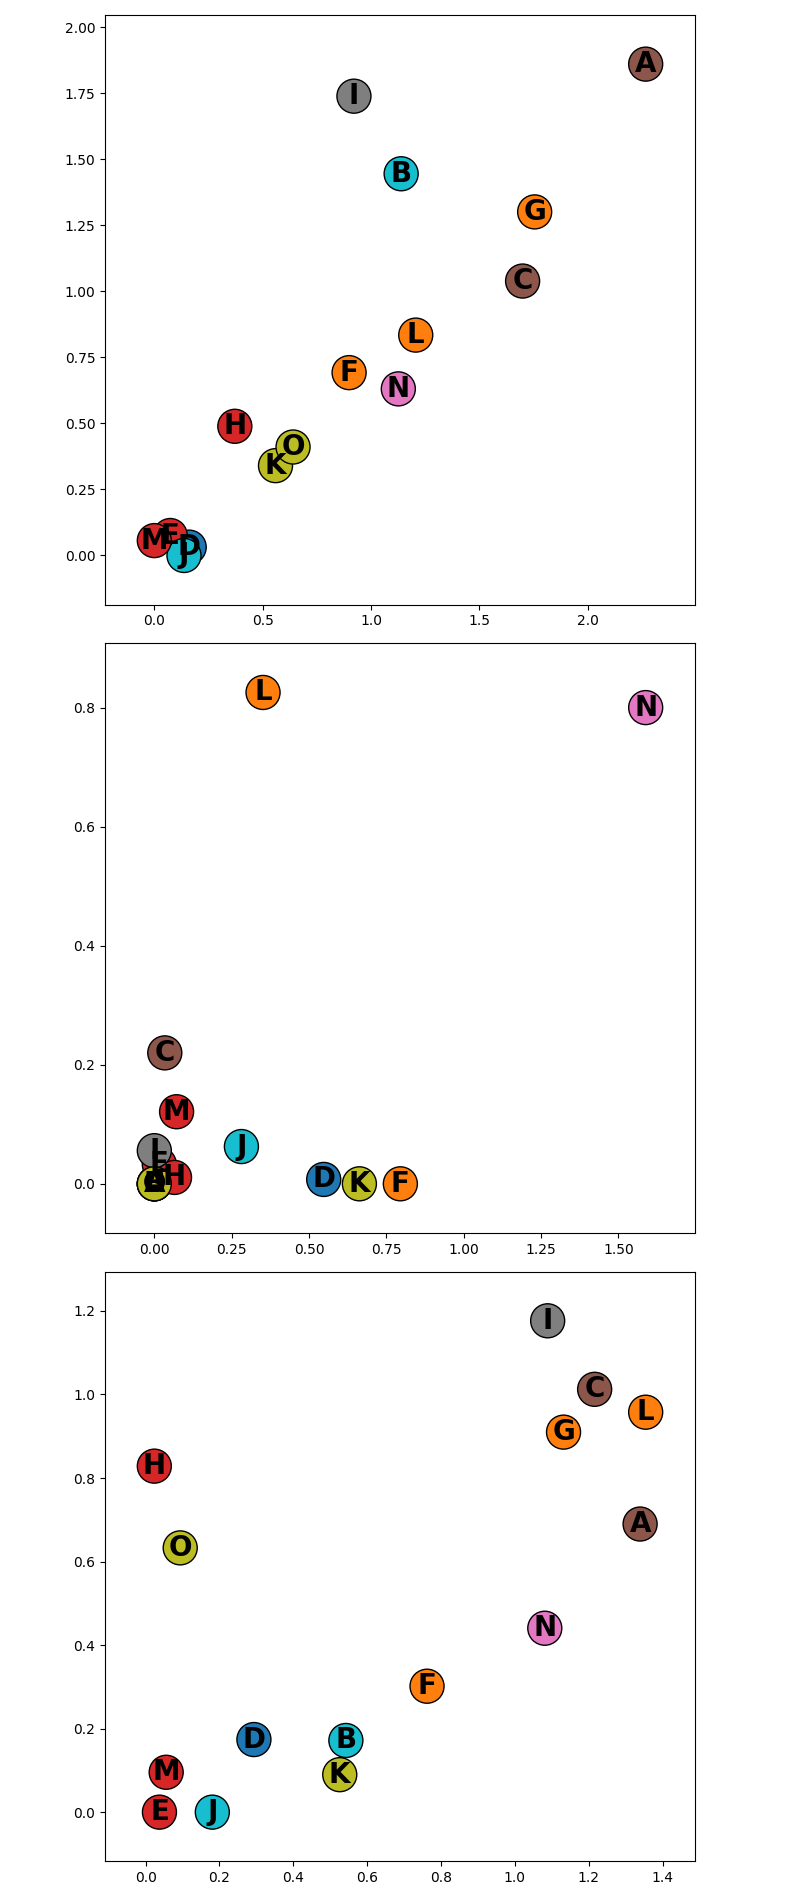 2.00
A
I
1.75
1.50
B
G
1.25
C
1.00
L
0.75
F
N
0.50
H
O
K
0.25
M E D
J
0.00
0.0 0.5 1.0 1.5 2.0
L
0.8
N
0.6
0.4
0.2
C
M
J
I
E
H D K F
0.0
0.00 0.25 0.50 0.75 1.00 1.25 1.50
1.2
I
C
1.0
L
G
H
0.8
A
O
0.6
N
0.4
F
0.2
D B
M K
E J
0.0
0.0 0.2 0.4 0.6 0.8 1.0 1.2 1.4